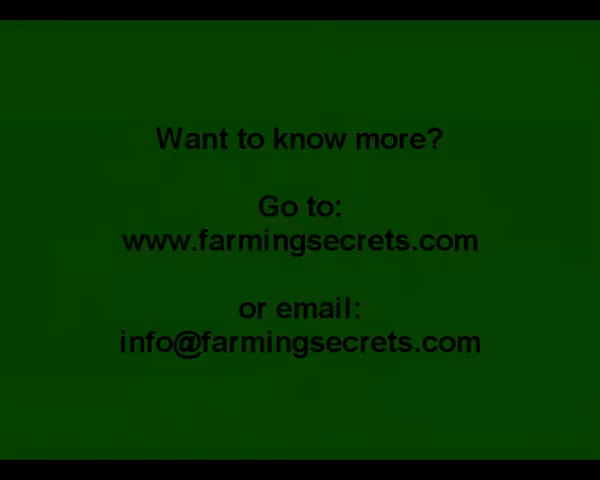 Want to know more?
Go to:
www.farmingsecrets.com
or email:
info@farmingsecrets.com